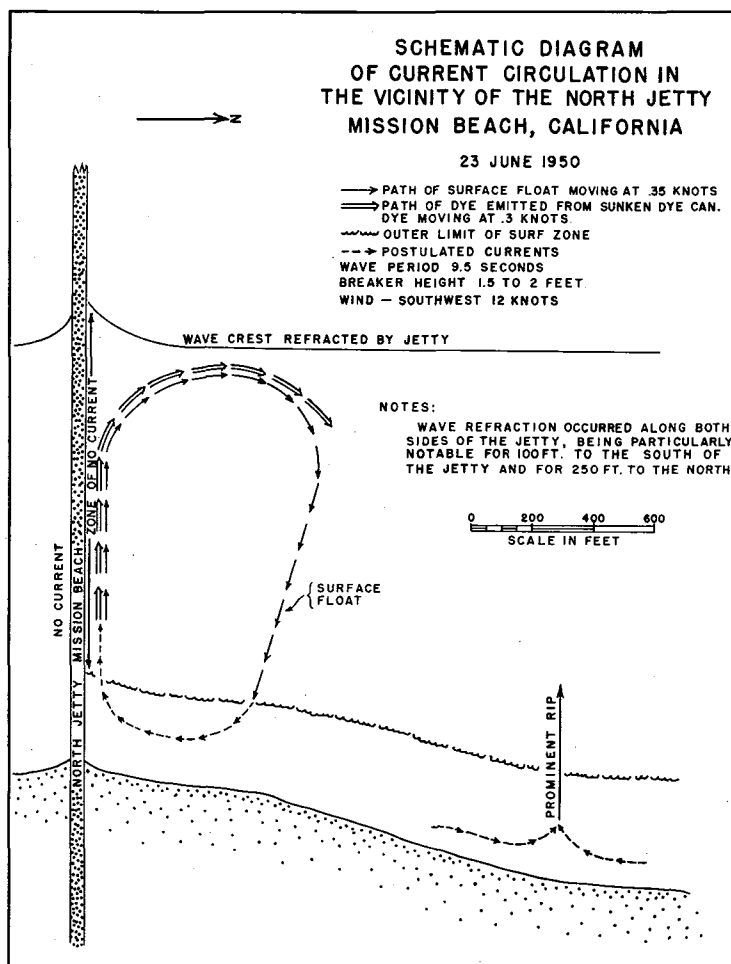 SCHEMATIC DIAGRAM
OF CURRENT CIRCULATION IN
THE VICINITY OF THE NORTH JETTY
MISSION BEACH, CALIFORNIA
N
23 JUNE 1950
PATH OF SURFACE FLOAT MOVING AT .35 KNOTS
PATH OF DYE EMITTED FROM SUNKEN DYE CAN.
DYE MOVING AT .3 KNOTS.
OUTER LIMIT OF SURF ZONE
POSTULATED CURRENTS
WAVE PERIOD 9.5 SECONDS
BREAKER HEIGHT 1.5 TO 2 FEET.
WIND – SOUTHWEST 12 KNOTS
WAVE CREST REFRACTED BY JETTY
NOTES:
WAVE REFRACTION OCCURRED ALONG BOTH
SIDES OF THE JETTY, BEING PARTICULARLY
NOTABLE FOR 100 FT. TO THE SOUTH OF
THE JETTY AND FOR 250 FT. TO THE NORTH
0 200 400 600
SCALE IN FEET
ZONE OF NO CURRENT
NO CURRENT
NORTH JETTY MISSION BEACH
SURFACE
FLOAT
PROMINENT RIP